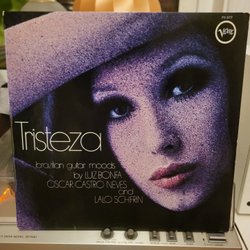 Verve
Tristeza
brazilian guitar moods
by LUIZ BONFA
OSCAR CASTRO NEVES
and
LALO SCHIFRIN